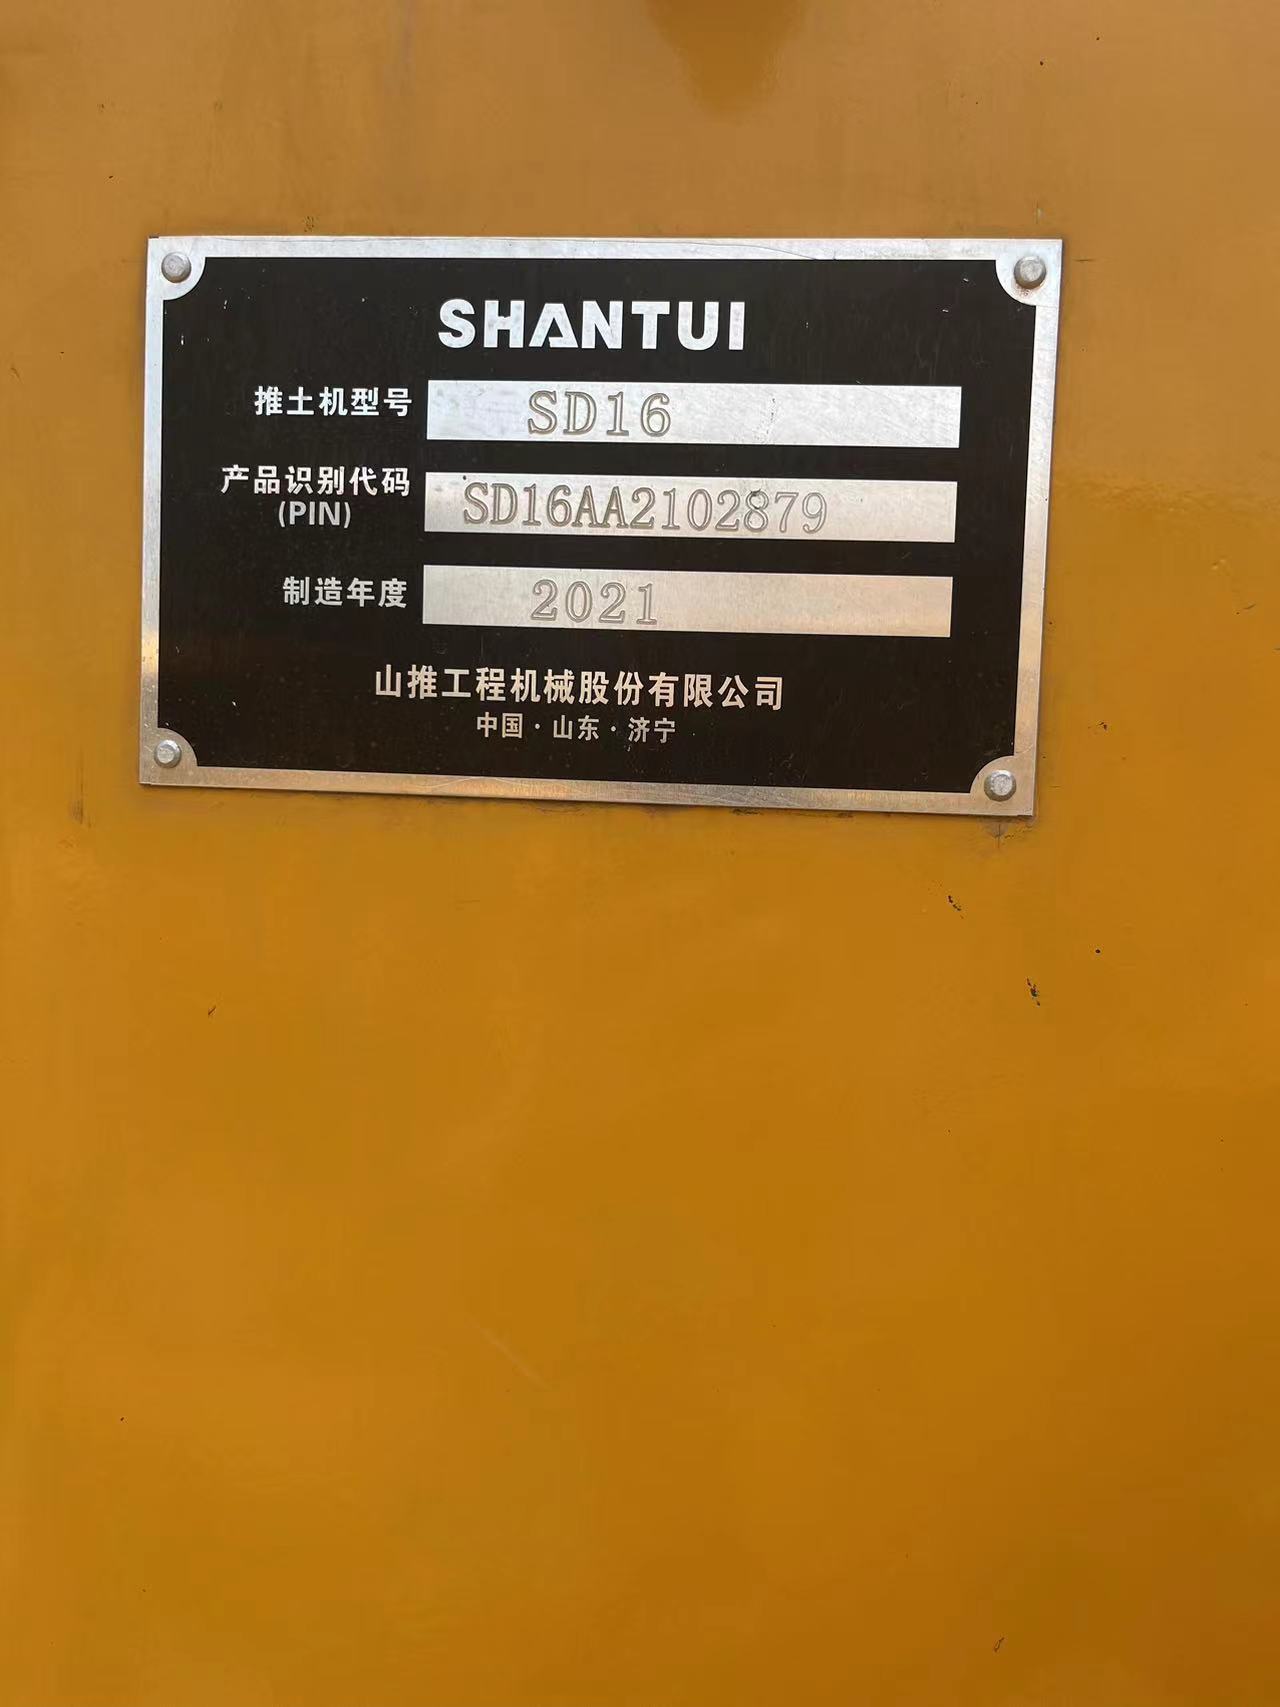 SHANTUI
推土机型号 SD16
产品识别代码 SD16AA2102879
(PIN)
制造年度 2021
山推工程机械股份有限公司
中国·山东·济宁